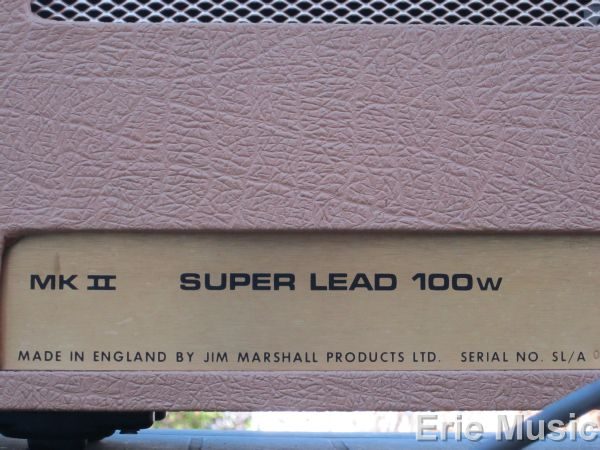 MK II SUPER LEAD 100w
MADE IN ENGLAND BY JIM MARSHALL PRODUCTS LTD. SERIAL NO. SL/A
Erie Music